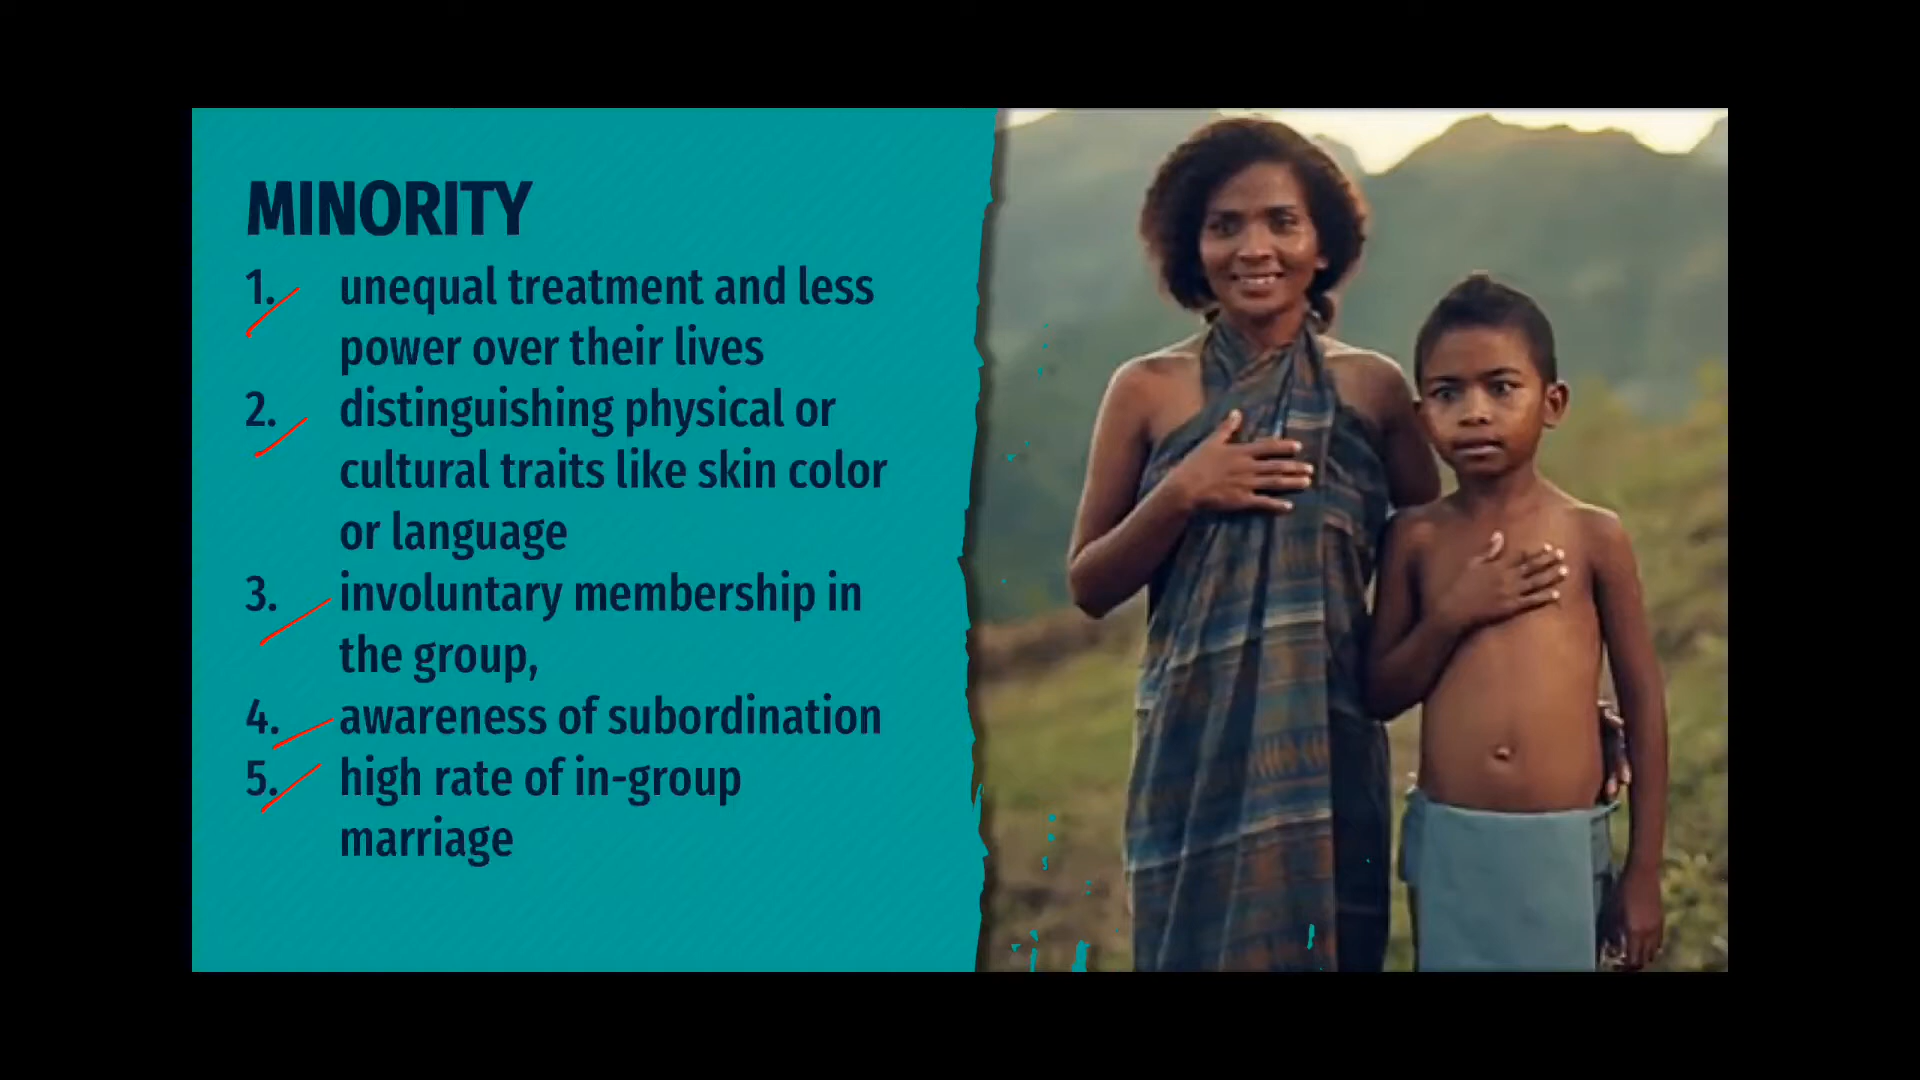 MINORITY
1. unequal treatment and less
power over their lives
2. distinguishing physical or
cultural traits like skin color
or language
3. involuntary membership in
the group,
4. awareness of subordination
5. high rate of in-group
marriage